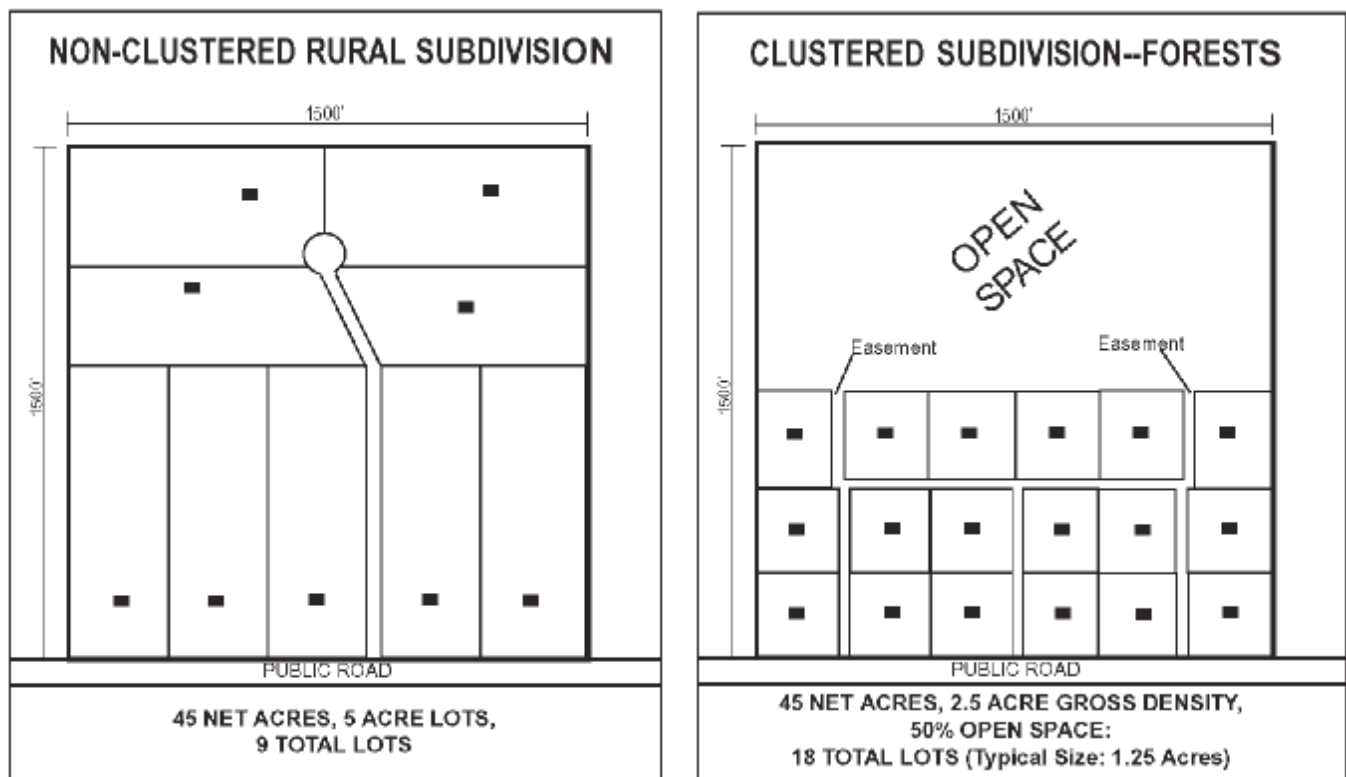 NON-CLUSTERED RURAL SUBDIVISION
1500'
1500'
PUBLIC ROAD
45 NET ACRES, 5 ACRE LOTS,
9 TOTAL LOTS
CLUSTERED SUBDIVISION--FORESTS
1500'
OPEN
SPACE
Easement
Easement
1500'
PUBLIC ROAD
45 NET ACRES, 2.5 ACRE GROSS DENSITY,
50% OPEN SPACE:
18 TOTAL LOTS (Typical Size: 1.25 Acres)